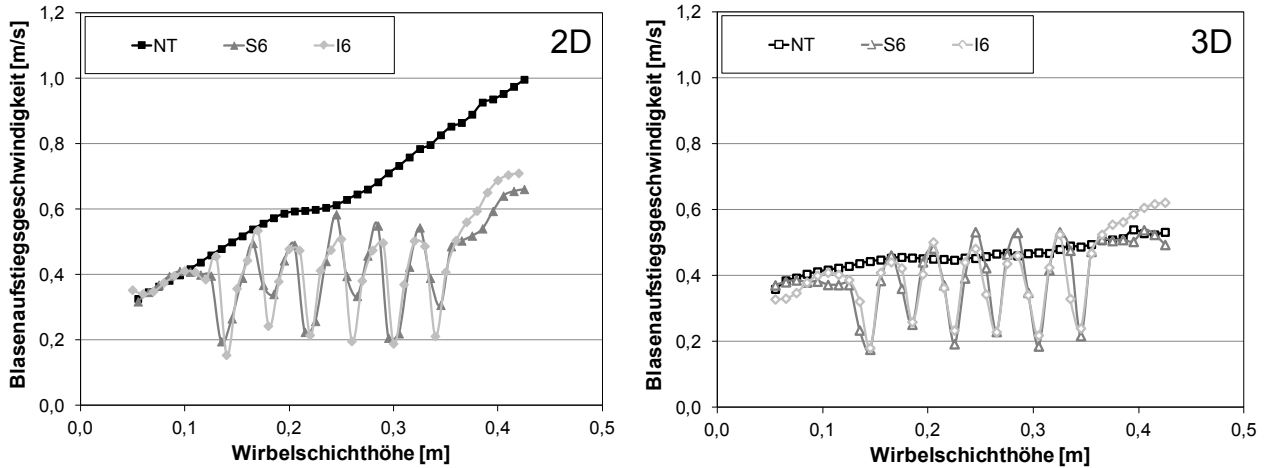 Blasenaufstiegsgeschwindigkeit [m/s]
1,2
1,0
0,8
0,6
0,4
0,2
0,0
NT S6 I6
2D
0,0 0,1 0,2 0,3 0,4 0,5
Wirbelschichthöhe [m]
Blasenaufstiegsgeschwindigkeit [m/s]
1,2
1,0
0,8
0,6
0,4
0,2
0,0
NT S6 I6
3D
0,0 0,1 0,2 0,3 0,4 0,5
Wirbelschichthöhe [m]